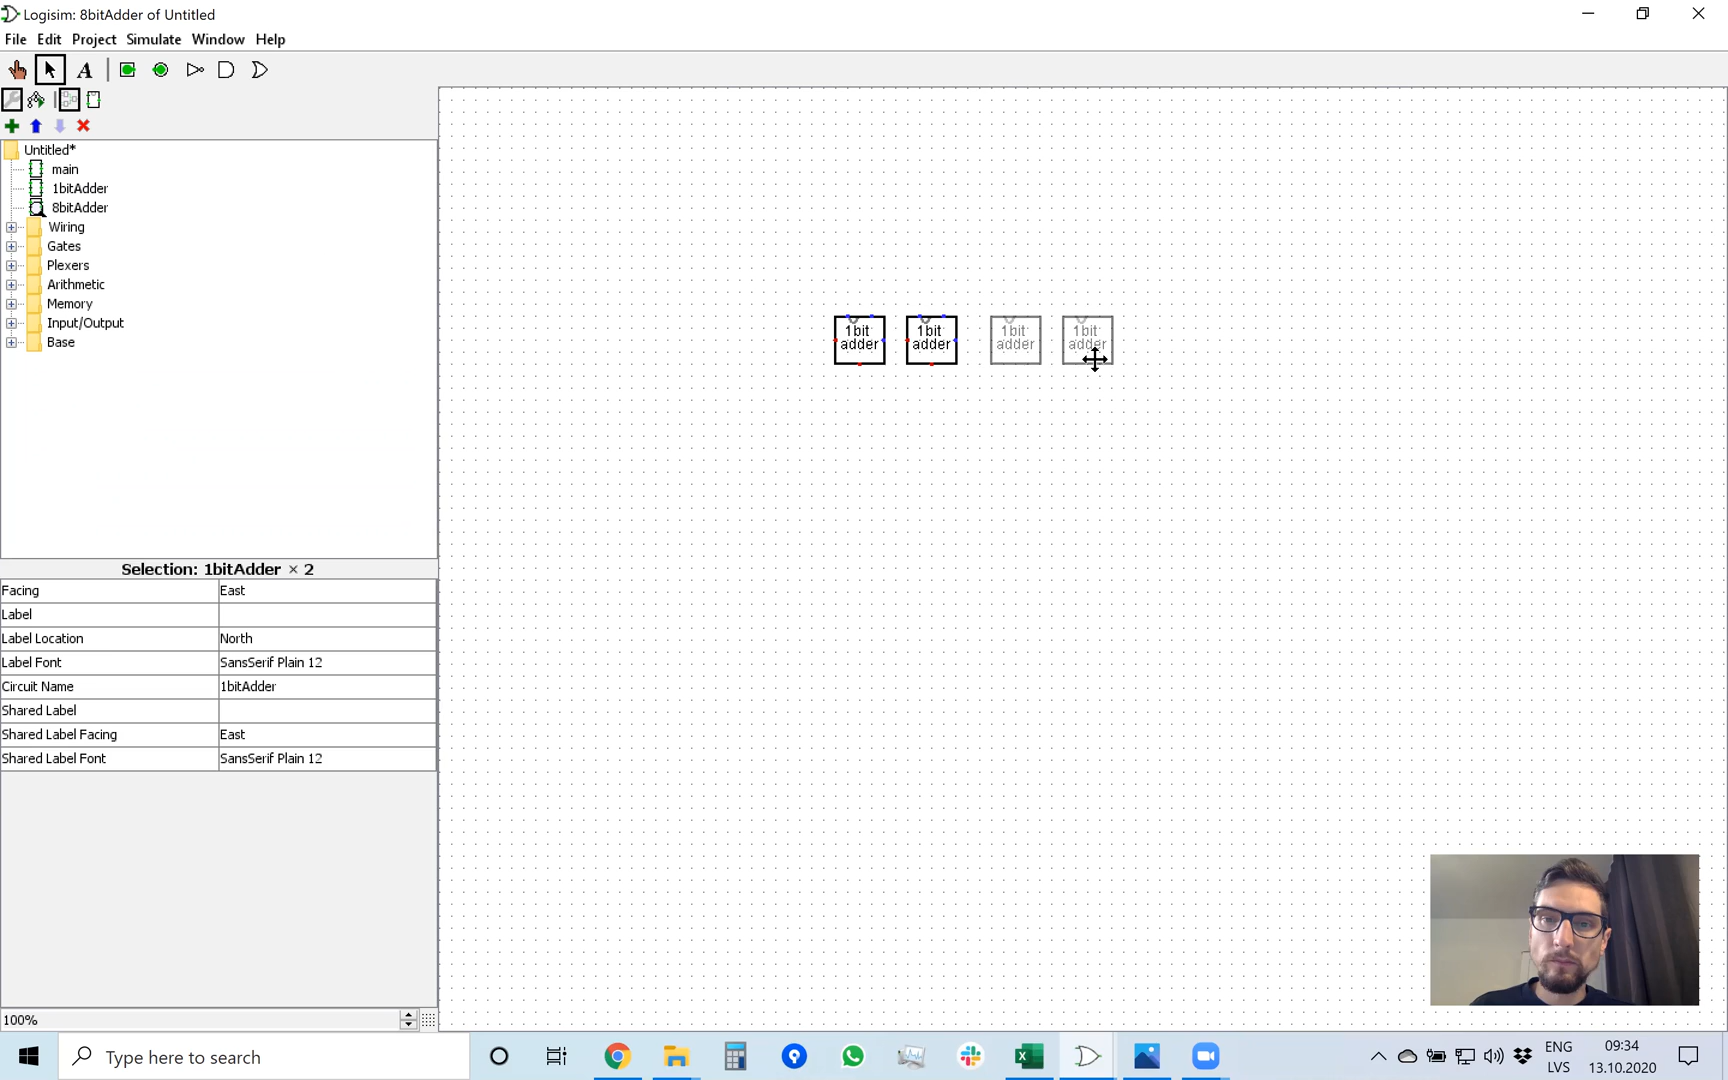 Logisim: 8bitAdder of Untitled
File Edit Project Simulate Window Help
A
Untitled*
main
1bitAdder
8bitAdder
Wiring
Gates
Plexers
Arithmetic
Memory
Input/Output
Base
1bit adder
1bit adder
1bit adder
1bit adder
Selection: 1bitAdder × 2
Facing East
Label
Label Location North
Label Font SansSerif Plain 12
Circuit Name 1bitAdder
Shared Label
Shared Label Facing East
Shared Label Font SansSerif Plain 12
100%
Type here to search
ENG
LVS
09:34
13.10.2020